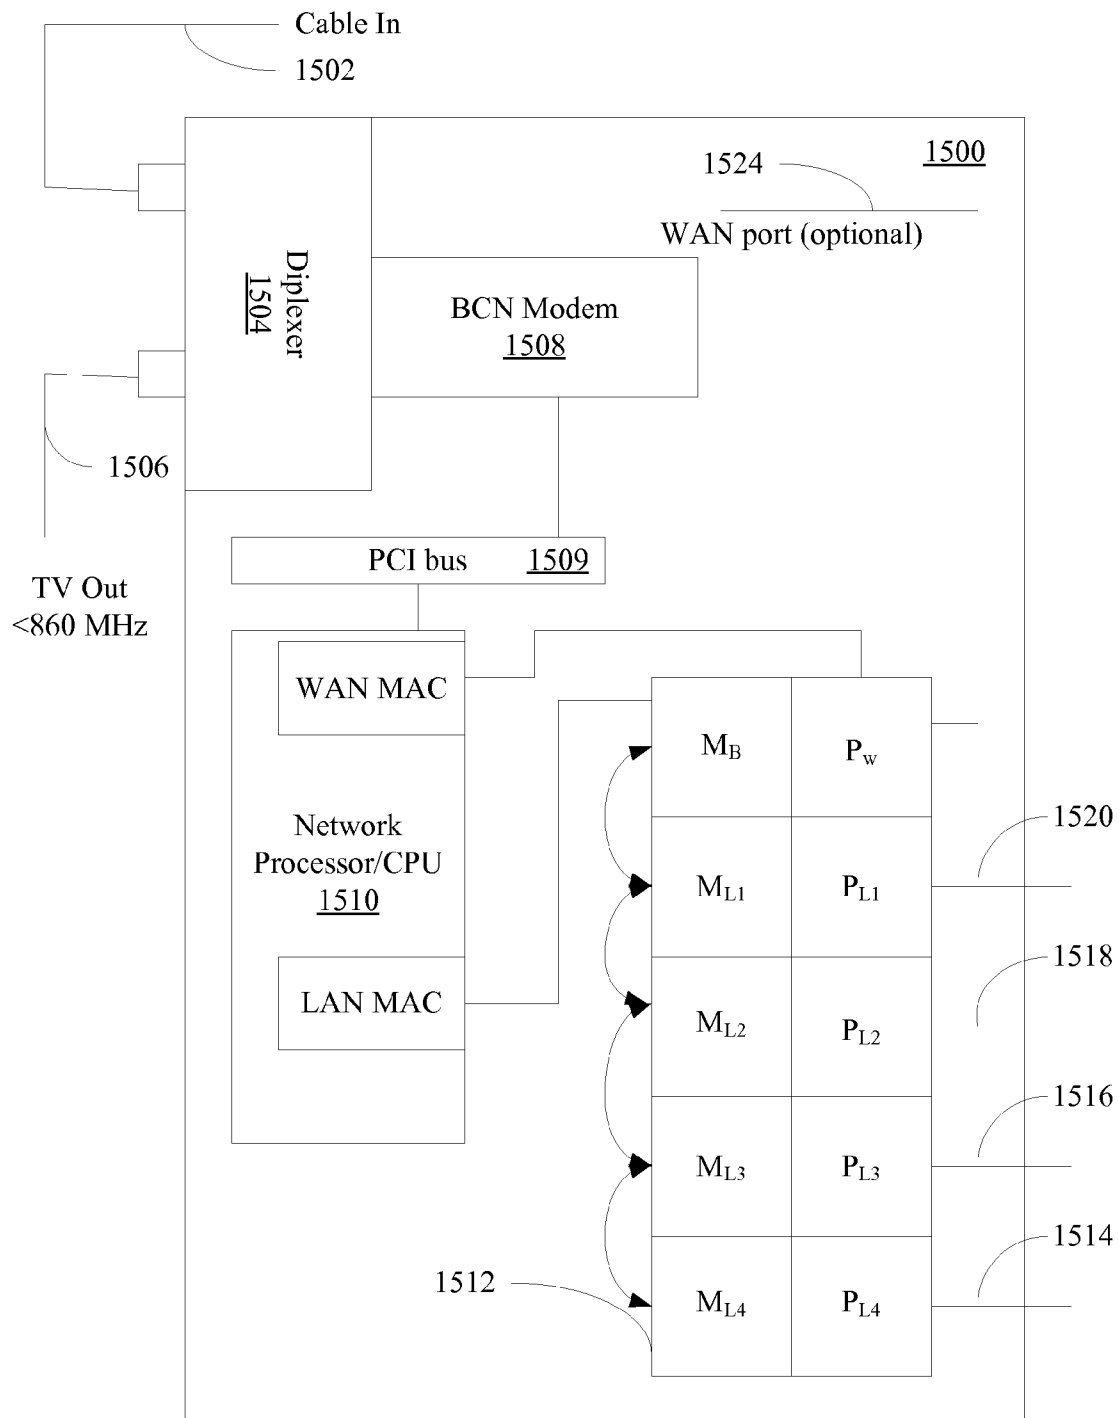 Cable In
1502
1500
1524
WAN port (optional)
Diplexer
1504
BCN Modem
1508
1506
PCI bus 1509
TV Out
<860 MHz
WAN MAC
Network
Processor/CPU
1510
LAN MAC
MB Pw
1520
ML1 PL1
1518
ML2 PL2
1516
ML3 PL3
1514
1512
ML4 PL4